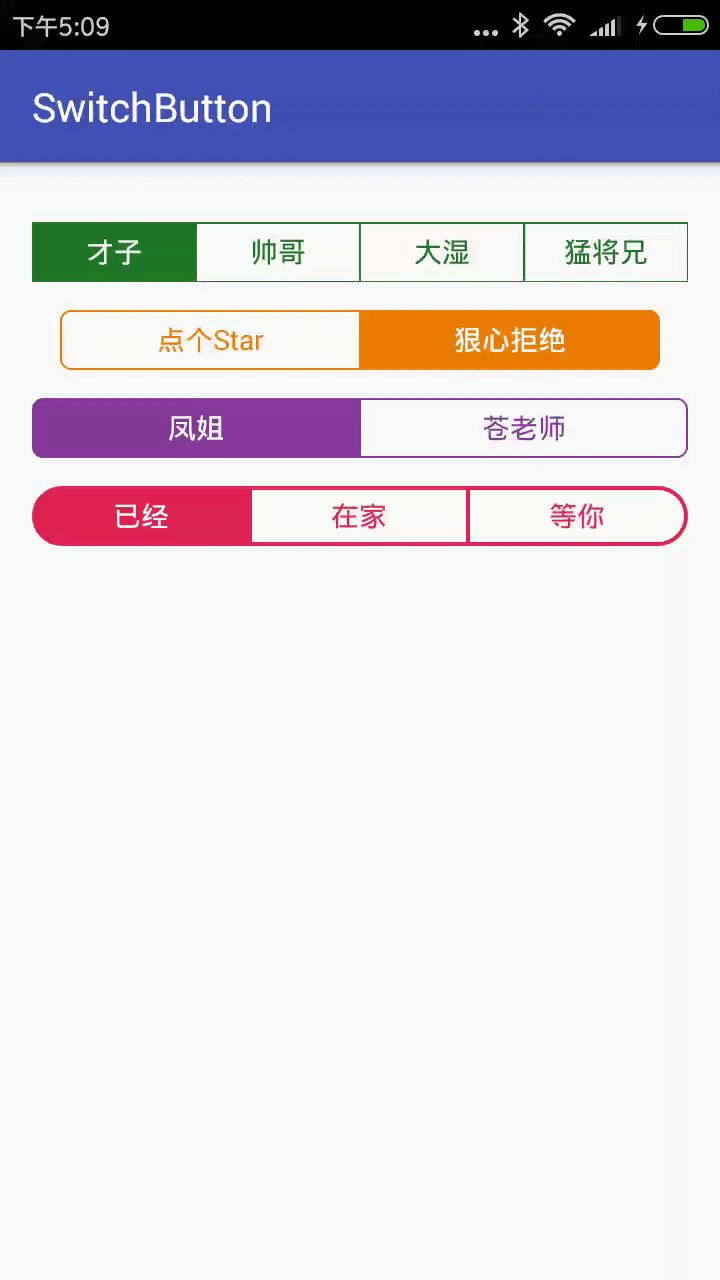 下午5:09
SwitchButton
才子 帅哥 大湿 猛将兄
点个Star 狠心拒绝
凤姐 苍老师
已经 在家 等你